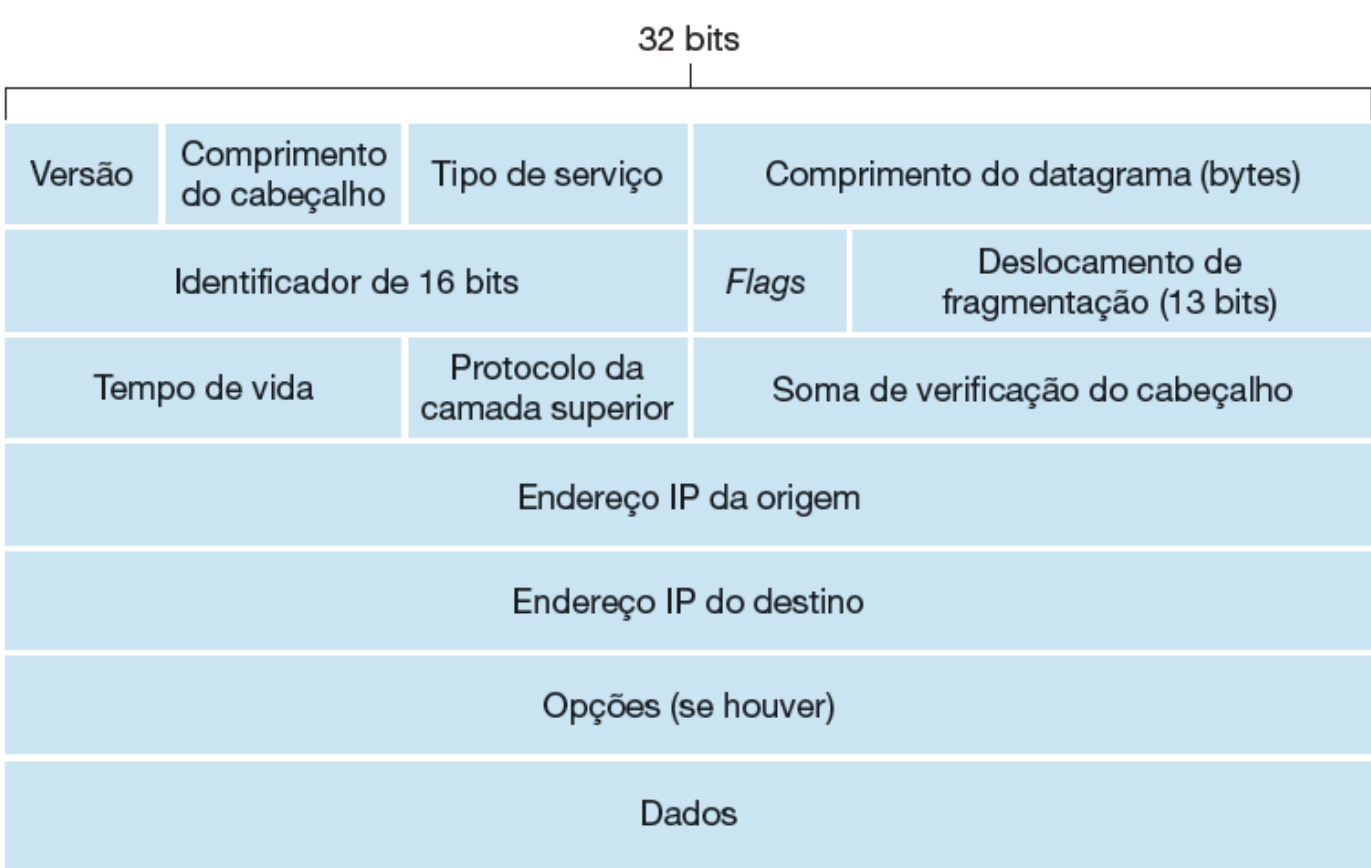 32 bits
Versão
Comprimento
do cabeçalho
Tipo de serviço
Comprimento do datagrama (bytes)
Identificador de 16 bits
Flags
Deslocamento de
fragmentação (13 bits)
Tempo de vida
Protocolo da
camada superior
Soma de verificação do cabeçalho
Endereço IP da origem
Endereço IP do destino
Opções (se houver)
Dados